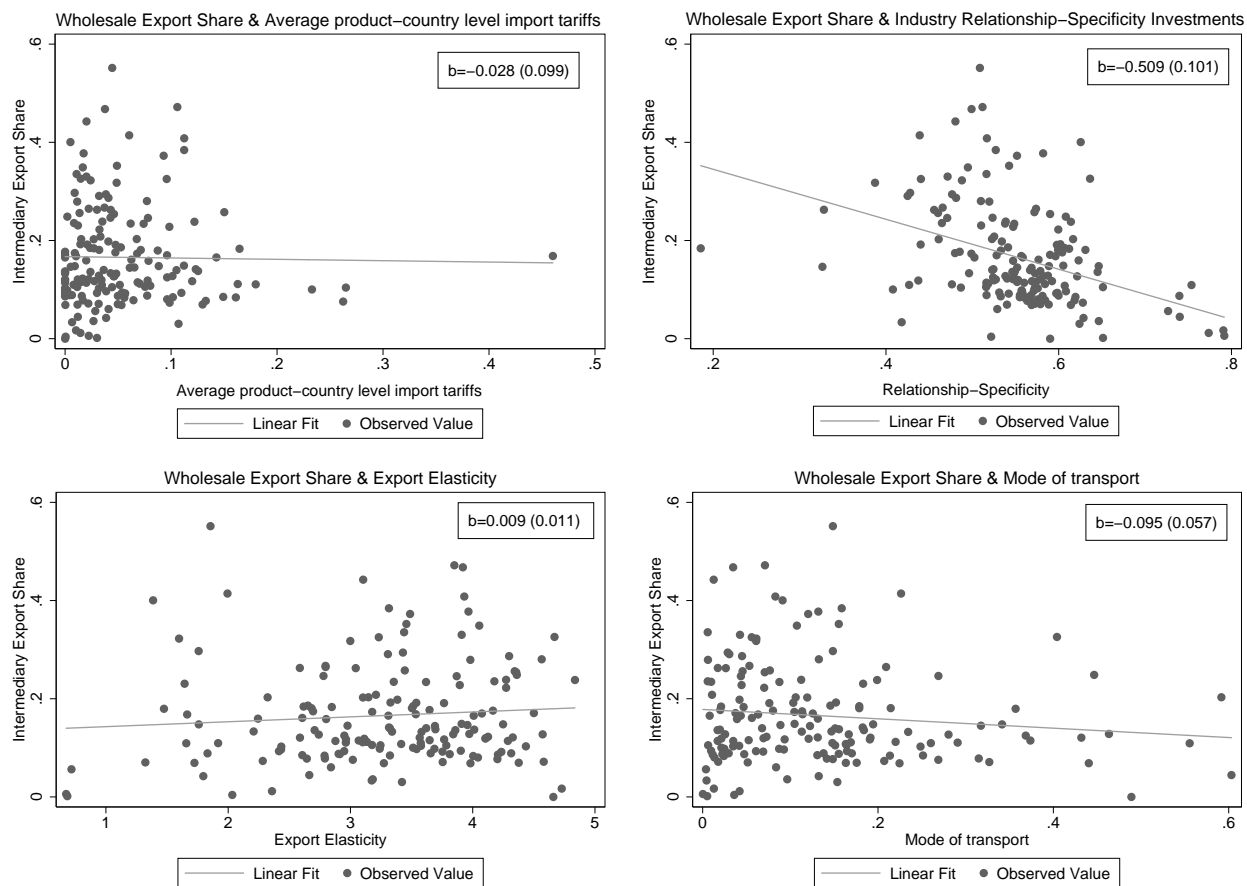 Wholesale Export Share & Average product−country level import tariffs
b=−0.028 (0.099)
Intermediary Export Share
.6
.4
.2
0
0 .1 .2 .3 .4 .5
Average product−country level import tariffs
Linear Fit Observed Value
Wholesale Export Share & Industry Relationship−Specificity Investments
b=−0.509 (0.101)
Intermediary Export Share
.6
.4
.2
0
.2 .4 .6 .8
Relationship−Specificity
Linear Fit Observed Value
Wholesale Export Share & Export Elasticity
b=0.009 (0.011)
Intermediary Export Share
.6
.4
.2
0
1 2 3 4 5
Export Elasticity
Linear Fit Observed Value
Wholesale Export Share & Mode of transport
b=−0.095 (0.057)
Intermediary Export Share
.6
.4
.2
0
0 .2 .4 .6
Mode of transport
Linear Fit Observed Value